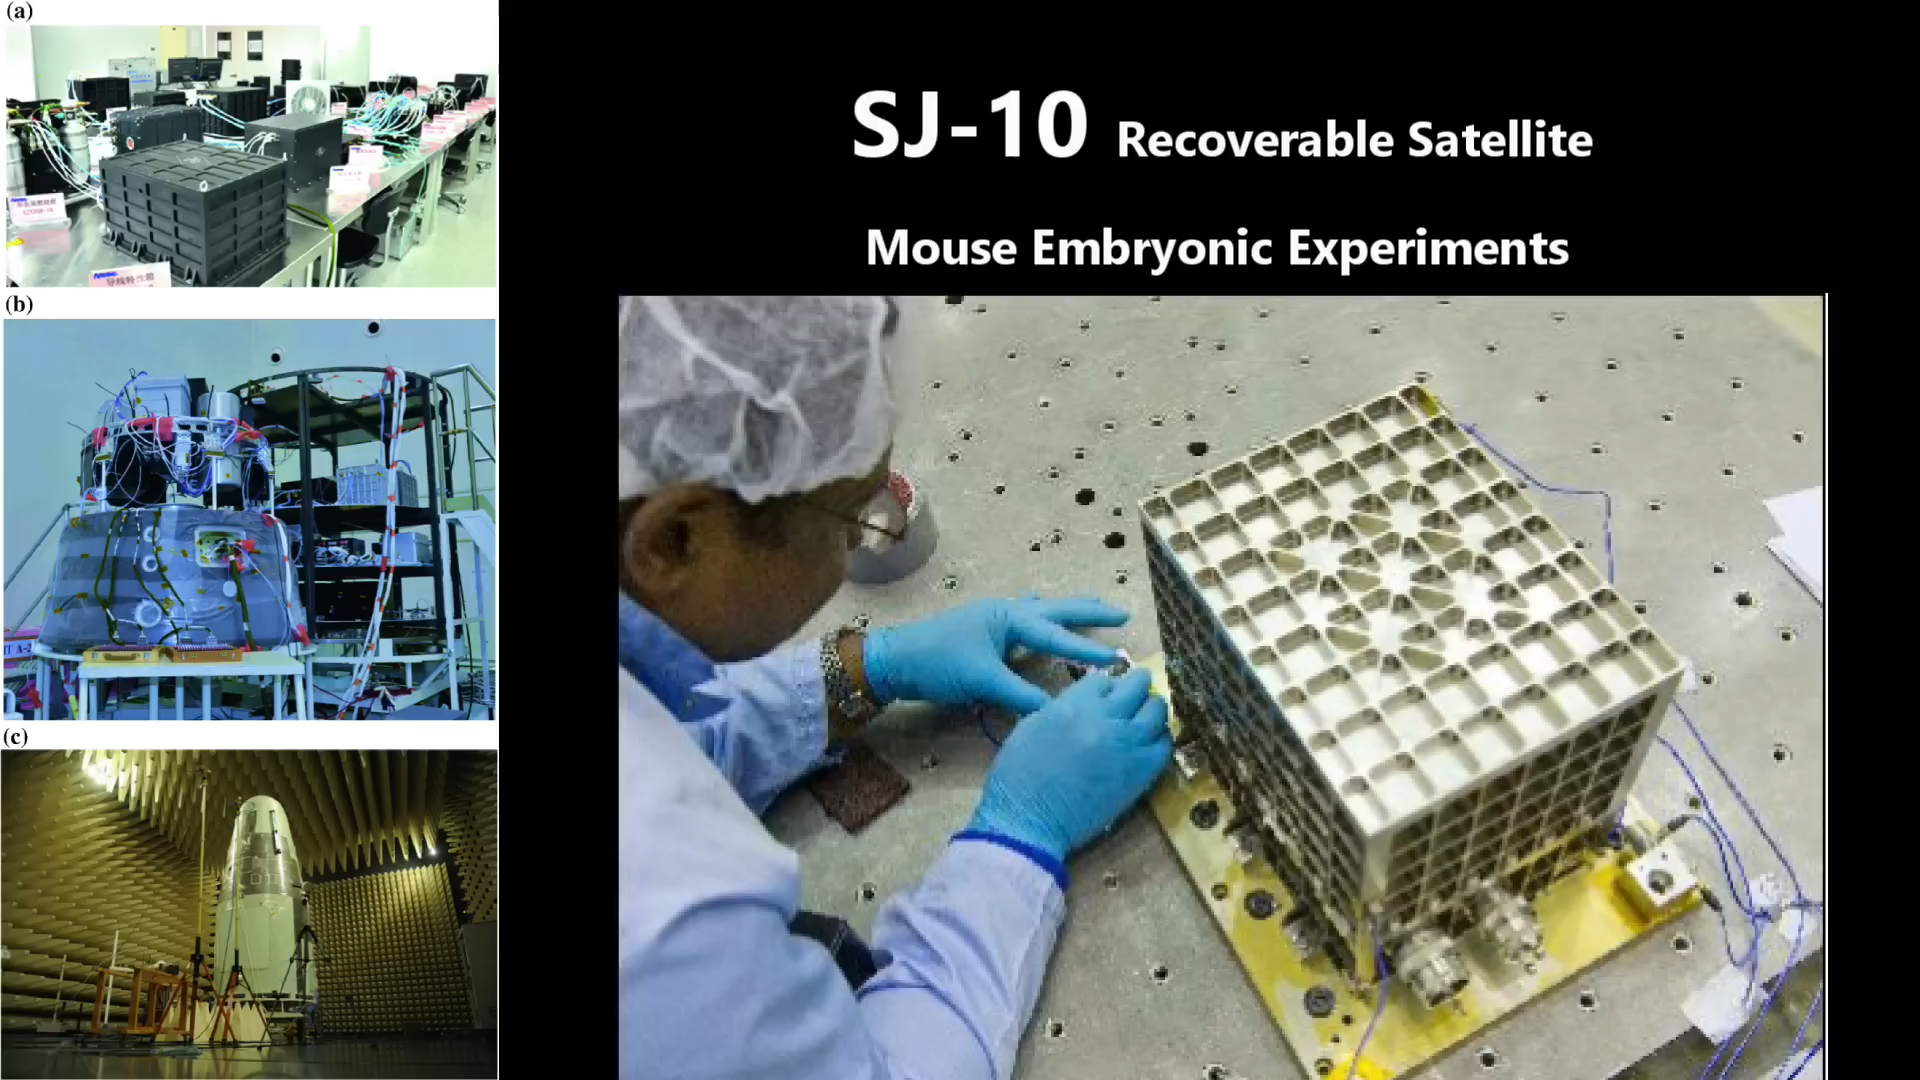 (a)
(b)
(c)
SJ-10 Recoverable Satellite
Mouse Embryonic Experiments